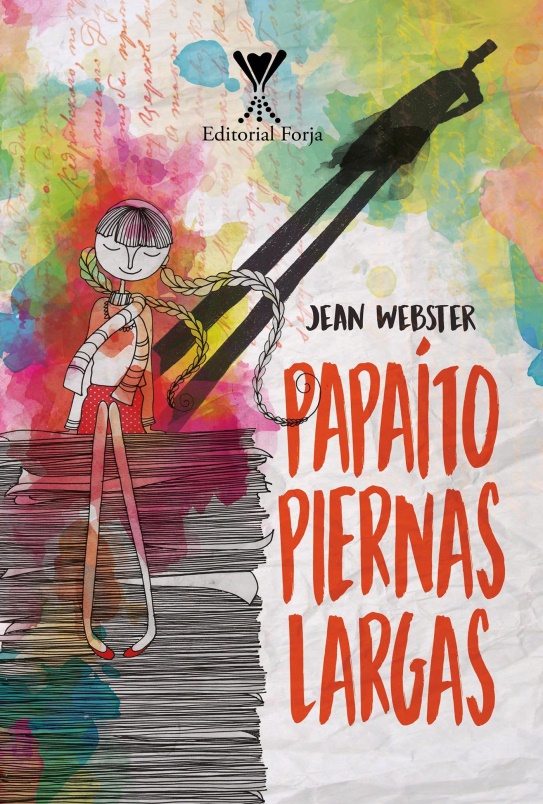 Editorial Forja
JEAN WEBSTER
PAPAÍTO
PIERNAS
LARGAS